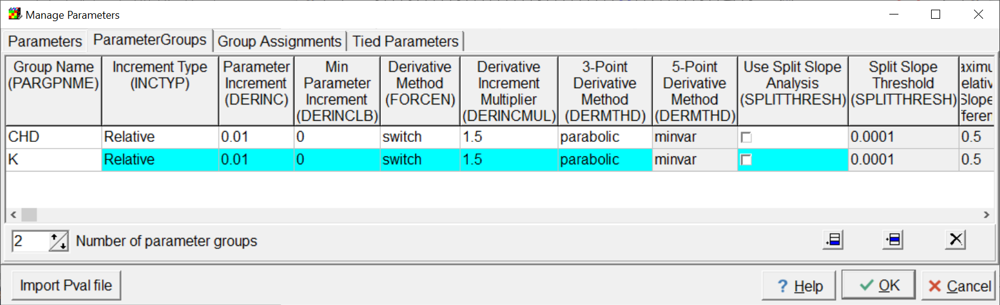 Manage Parameters
Parameters ParameterGroups Group Assignments Tied Parameters
Group Name (PARGPNME)
Increment Type (INCTYP)
Parameter Increment (DERINC)
Min Parameter Increment (DERINCLB)
Derivative Method (FORCEN)
Derivative Increment Multiplier (DERINCMUL)
3-Point Derivative Method (DERMTHD)
5-Point Derivative Method (DERMTHD)
Use Split Slope Analysis (SPLITTHRESH)
Split Slope Threshold (SPLITTHRESH)
CHD Relative 0.01 0 switch 1.5 parabolic minvar 0.0001 0.5
K Relative 0.01 0 switch 1.5 parabolic minvar 0.0001 0.5
2 Number of parameter groups
Import Pval file ? Help OK Cancel